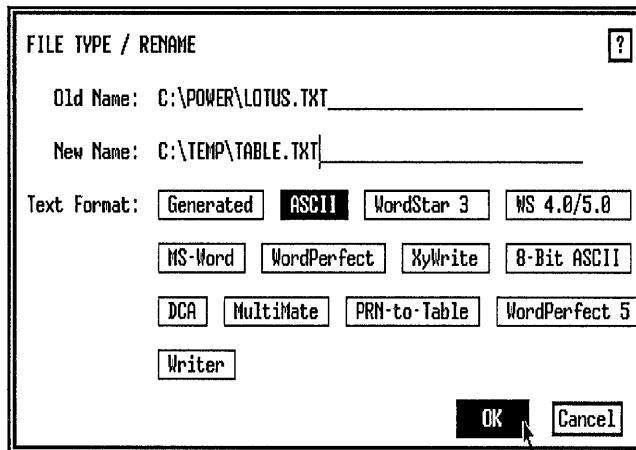 FILE TYPE / RENAME ?
Old Name: C:\POWER\LOTUS.TXT
New Name: C:\TEMP\TABLE.TXT
Text Format: Generated ASCII WordStar 3 WS 4.0/5.0
MS-Word WordPerfect XyWrite 8-Bit ASCII
DCA MultiMate PRN-to-Table WordPerfect 5
Writer
OK Cancel